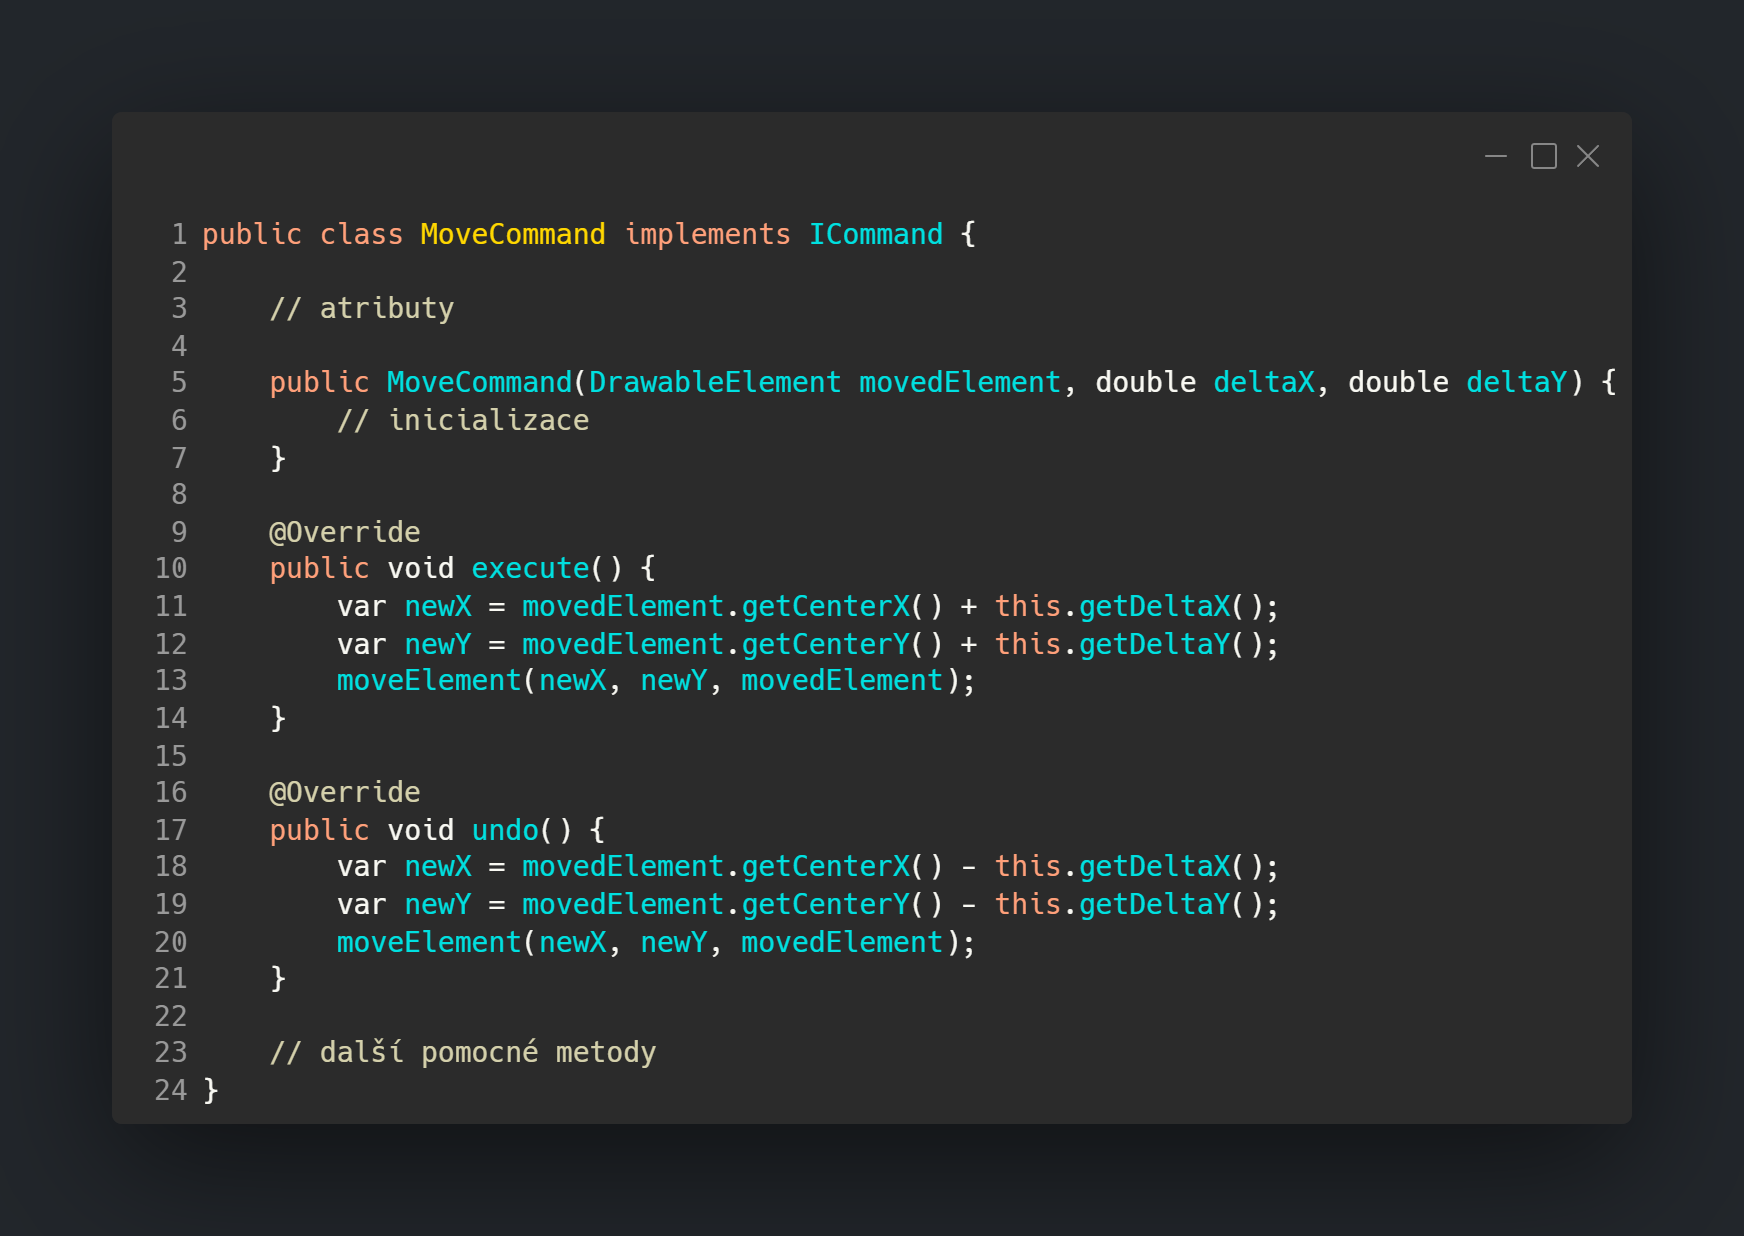 1 public class MoveCommand implements ICommand {
2
3     // atributy
4
5     public MoveCommand(DrawableElement movedElement, double deltaX, double deltaY) {
6         // inicializace
7     }
8
9     @Override
10     public void execute() {
11         var newX = movedElement.getCenterX() + this.getDeltaX();
12         var newY = movedElement.getCenterY() + this.getDeltaY();
13         moveElement(newX, newY, movedElement);
14     }
15
16     @Override
17     public void undo() {
18         var newX = movedElement.getCenterX() - this.getDeltaX();
19         var newY = movedElement.getCenterY() - this.getDeltaY();
20         moveElement(newX, newY, movedElement);
21     }
22
23     // další pomocné metody
24 }